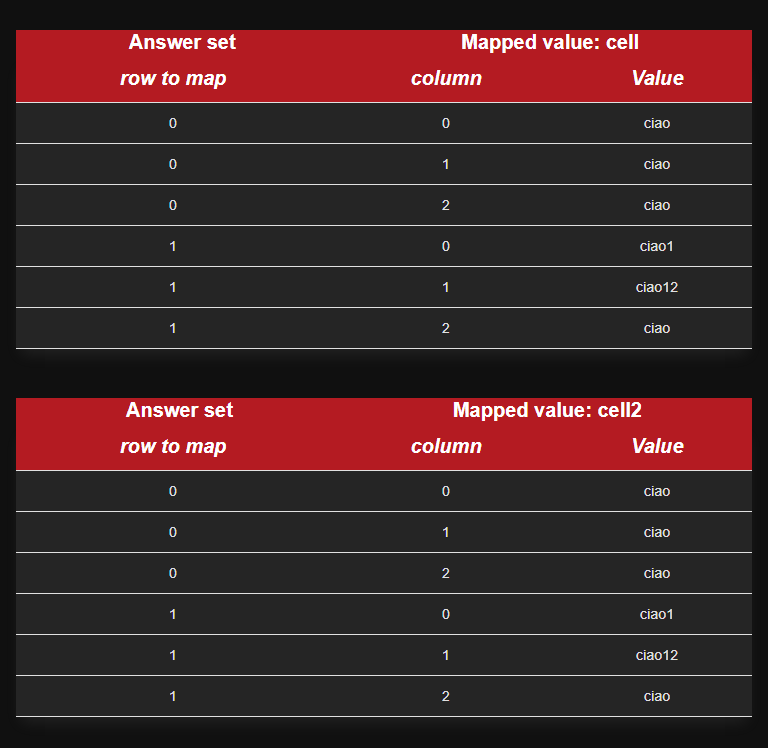 Answer set Mapped value: cell
row to map column Value
0 0 ciao
0 1 ciao
0 2 ciao
1 0 ciao1
1 1 ciao12
1 2 ciao
Answer set Mapped value: cell2
row to map column Value
0 0 ciao
0 1 ciao
0 2 ciao
1 0 ciao1
1 1 ciao12
1 2 ciao